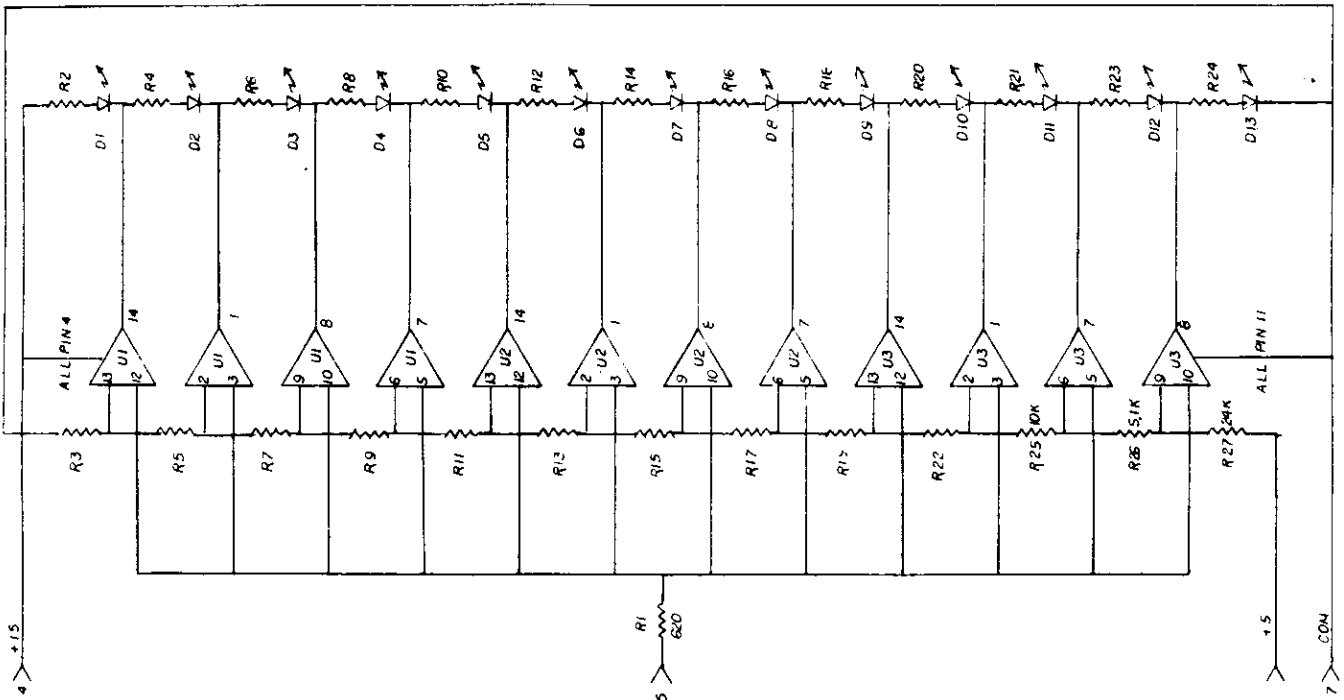 R2
R4
R6
R8
R10
R12
R14
R16
R20
R21
R23
R24
D1
D2
D3
D4
D5
D6
D7
D8
D9
D10
D11
D12
D13
ALL PIN 4
14
1
8
7
14
1
7
14
1
7
8
U1
U1
U1
U1
U2
U2
U2
U2
U3
U3
U3
U3
13
12
2
3
9
10
6
5
13
12
2
3
9
10
6
5
13
12
2
3
6
5
9
10
ALL PIN 11
R3
R5
R7
R9
R11
R13
R15
R17
R22
R25 10K
R26 5.1K
R27 24K
R1
620
4 +15
5
+5
7 COM